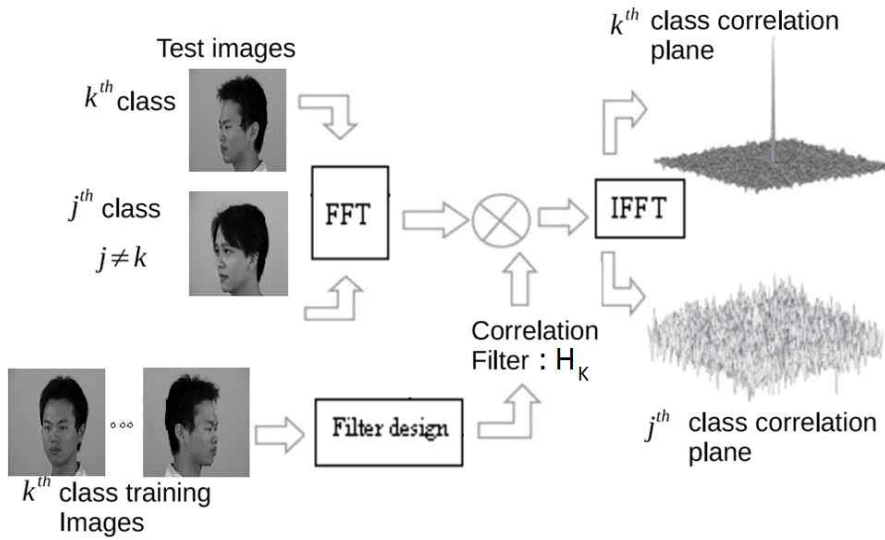 Test images
k^th class
j^th class
j≠k
FFT
IFFT
k^th class correlation
plane
Correlation
Filter : H_K
j^th class correlation
plane
Filter design
k^th class training
Images